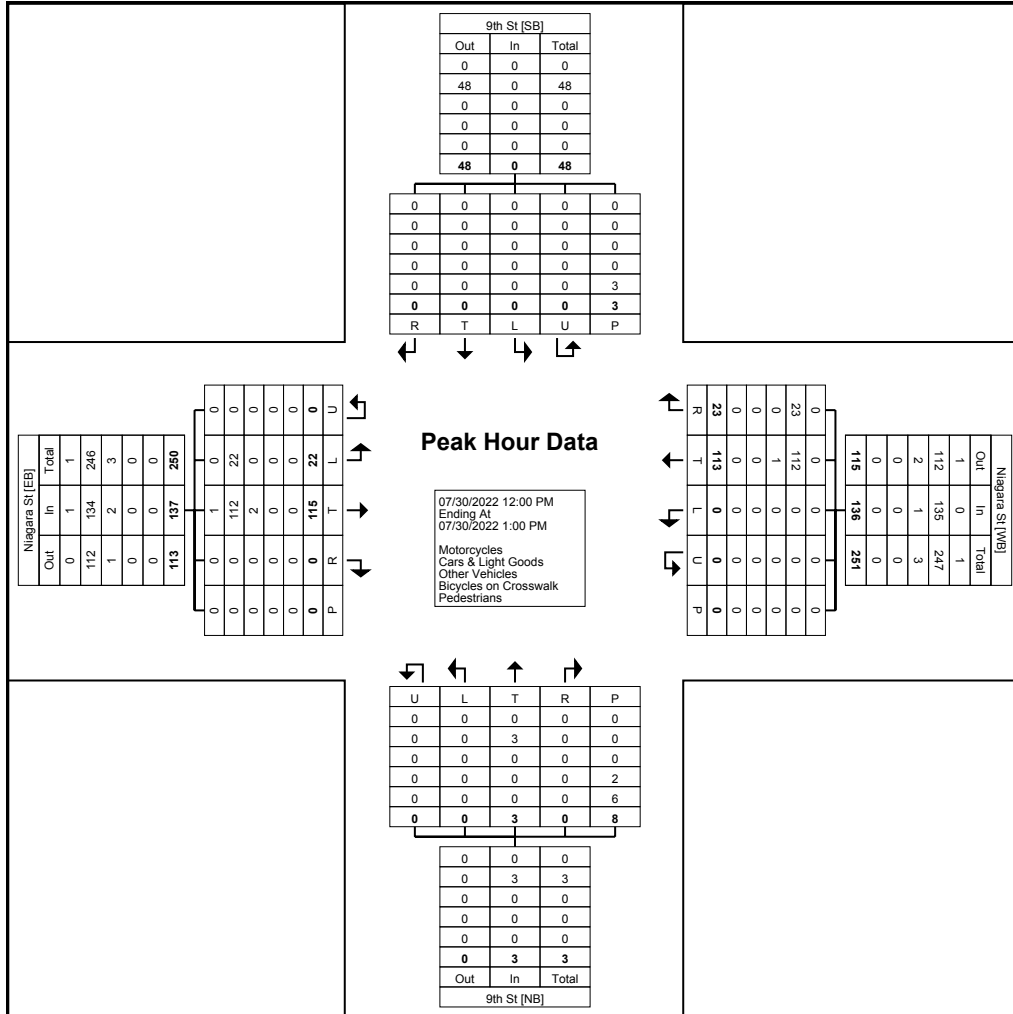 9th St [SB]
Out In Total
0 0 0
48 0 48
0 0 0
0 0 0
0 0 0
48 0 48
0 0 0 0 0
0 0 0 0 0
0 0 0 0 0
0 0 0 0 0
0 0 0 0 3
0 0 0 0 3
R T L U P
Niagara St [EB]
Total 1 246 3 0 0 250
In 1 134 2 0 0 137
Out 0 112 1 0 0 113
0 0 0 0 0 0 U
0 22 0 0 0 22 L
1 112 2 0 0 115 T
0 0 0 0 0 0 R
0 0 0 0 0 0 P
Peak Hour Data
07/30/2022 12:00 PM
Ending At
07/30/2022 1:00 PM
Motorcycles
Cars & Light Goods
Other Vehicles
Bicycles on Crosswalk
Pedestrians
R 23 0 0 0 23 0
T 113 0 0 1 112 0
L 0 0 0 0 0 0
U 0 0 0 0 0 0
P 0 0 0 0 0 0
Niagara St [WB]
Out 1 112 2 0 0 115
In 0 135 1 0 0 136
Total 1 247 3 0 0 251
U L T R P
0 0 0 0 0
0 0 3 0 0
0 0 0 0 0
0 0 0 0 2
0 0 0 0 6
0 0 3 0 8
0 0 0
0 3 3
0 0 0
0 0 0
0 0 0
0 3 3
Out In Total
9th St [NB]